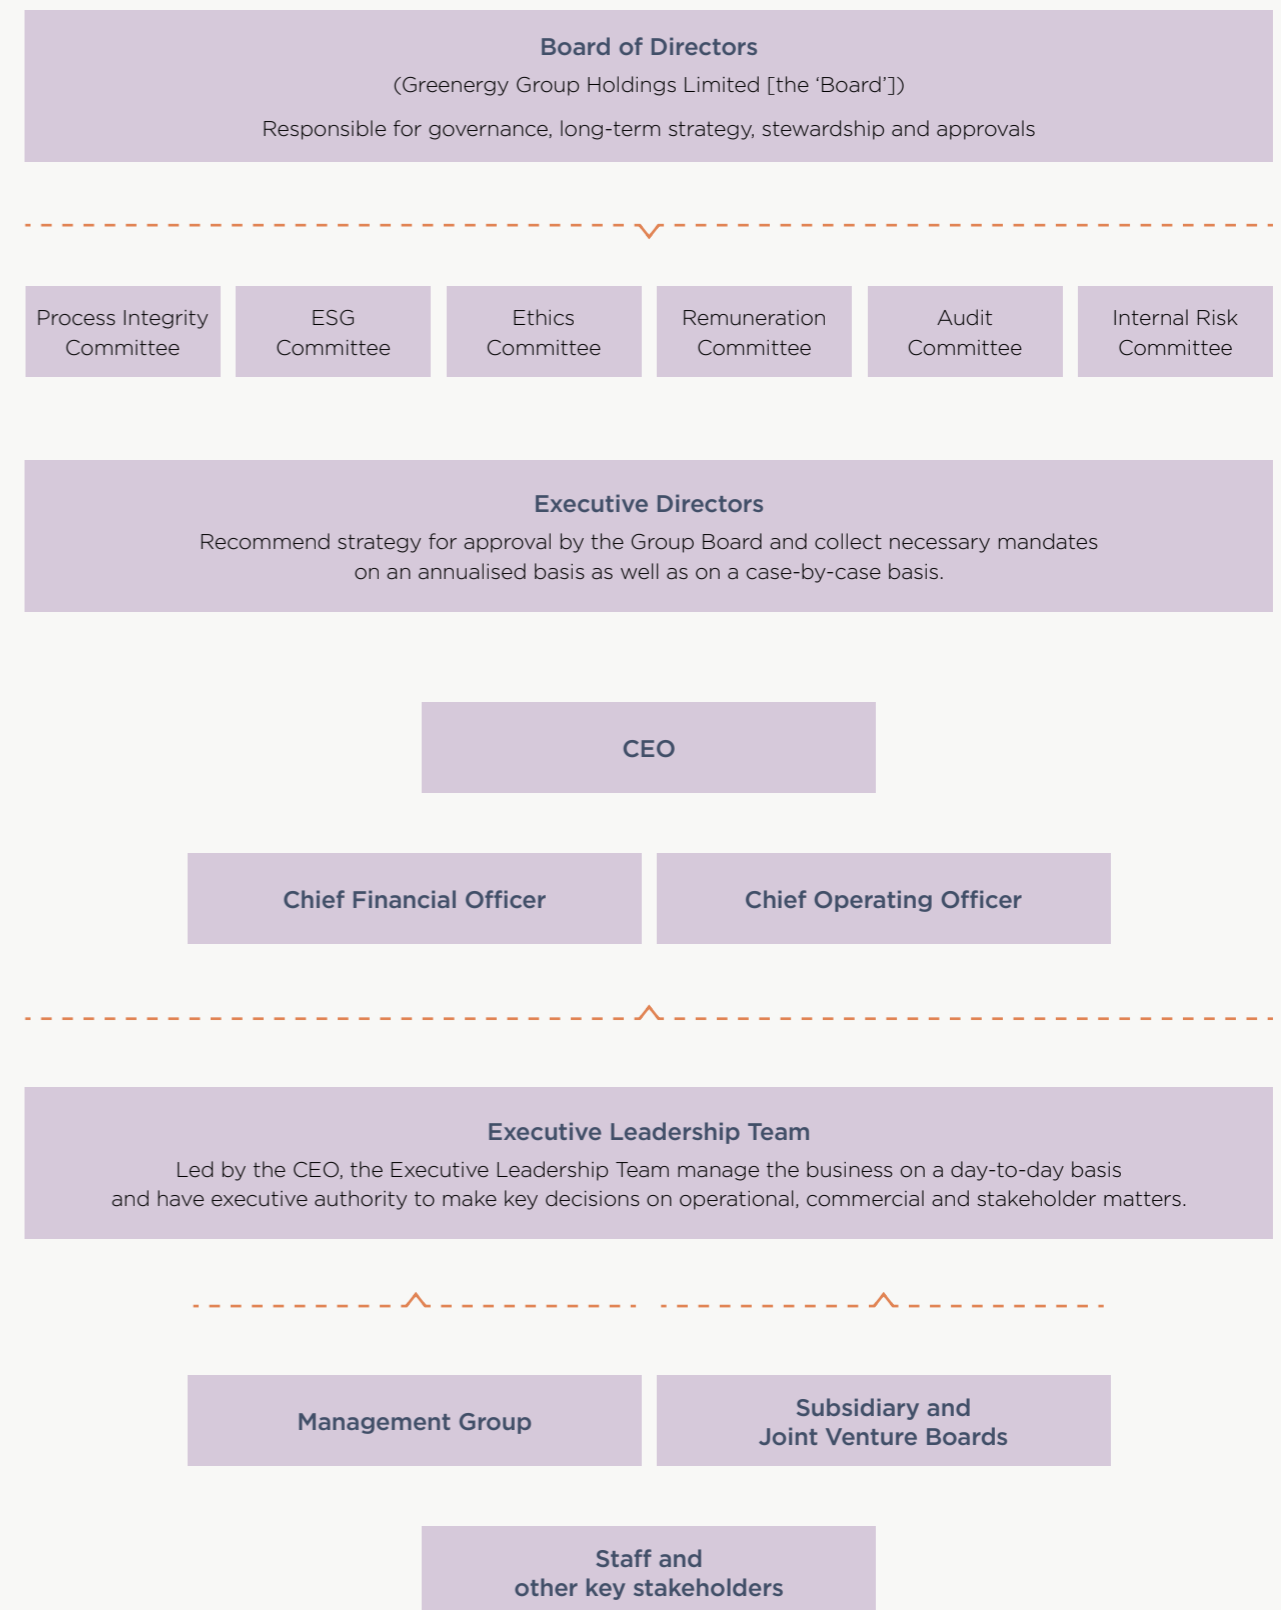 Board of Directors
(Greenergy Group Holdings Limited [the ‘Board’])
Responsible for governance, long-term strategy, stewardship and approvals
Process Integrity
Committee
ESG
Committee
Ethics
Committee
Remuneration
Committee
Audit
Committee
Internal Risk
Committee
Executive Directors
Recommend strategy for approval by the Group Board and collect necessary mandates
on an annualised basis as well as on a case-by-case basis.
CEO
Chief Financial Officer
Chief Operating Officer
Executive Leadership Team
Led by the CEO, the Executive Leadership Team manage the business on a day-to-day basis
and have executive authority to make key decisions on operational, commercial and stakeholder matters.
Management Group
Subsidiary and
Joint Venture Boards
Staff and
other key stakeholders